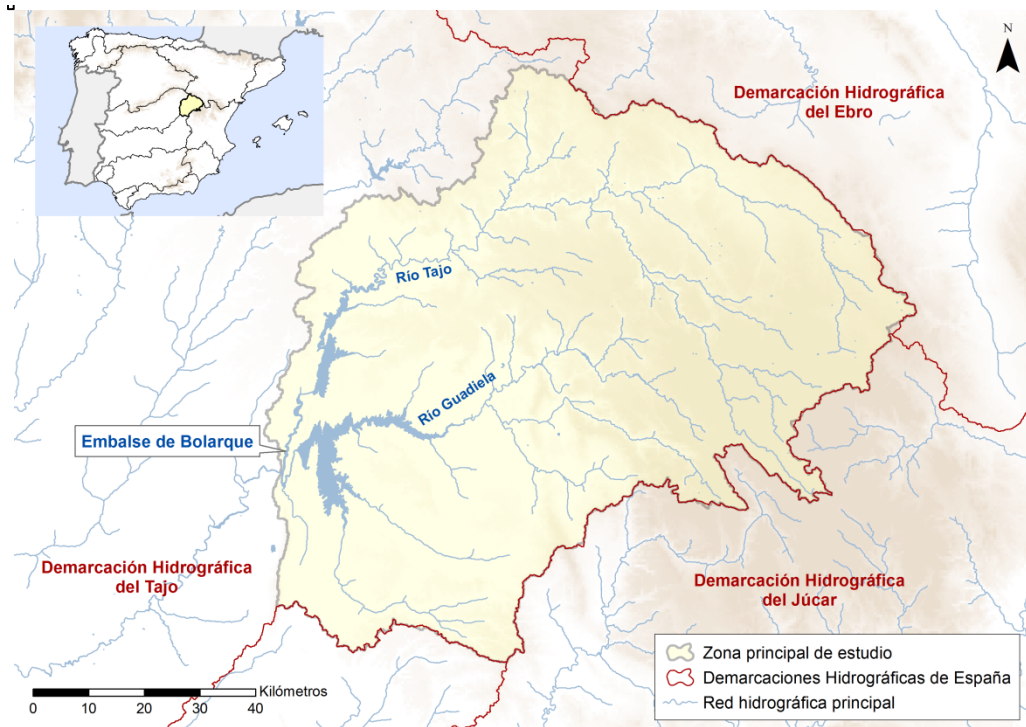 N
Demarcación Hidrográfica
del Ebro
Río Tajo
Río Guadiela
Embalse de Bolarque
Demarcación Hidrográfica
del Tajo
Demarcación Hidrográfica
del Júcar
Zona principal de estudio
Demarcaciones Hidrográficas de España
Red hidrográfica principal
Kilómetros
0 10 20 30 40